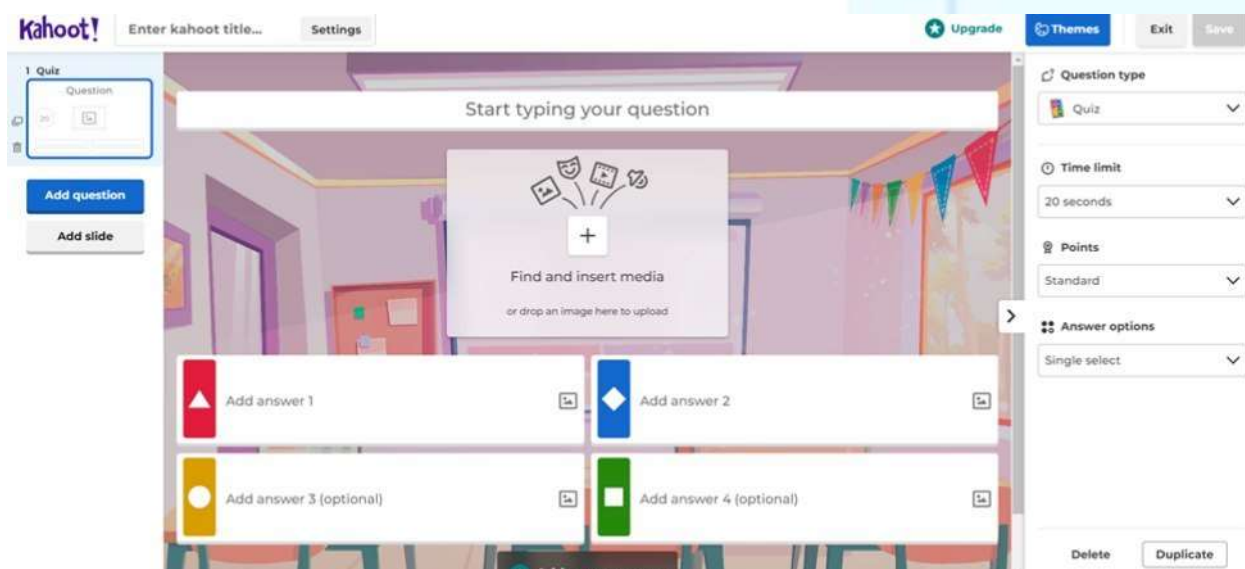 Kahoot!
Enter kahoot title...
Settings
Upgrade
Themes
Exit
Save
1 Quiz
Question
20
Add question
Add slide
Start typing your question
Find and insert media
or drop an image here to upload
Add answer 1
Add answer 2
Add answer 3 (optional)
Add answer 4 (optional)
Question type
Quiz
Time limit
20 seconds
Points
Standard
Answer options
Single select
Delete
Duplicate